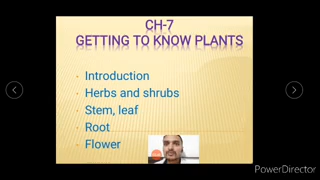 CH-7
GETTING TO KNOW PLANTS
Introduction
Herbs and shrubs
Stem, leaf
Root
Flower
PowerDirector